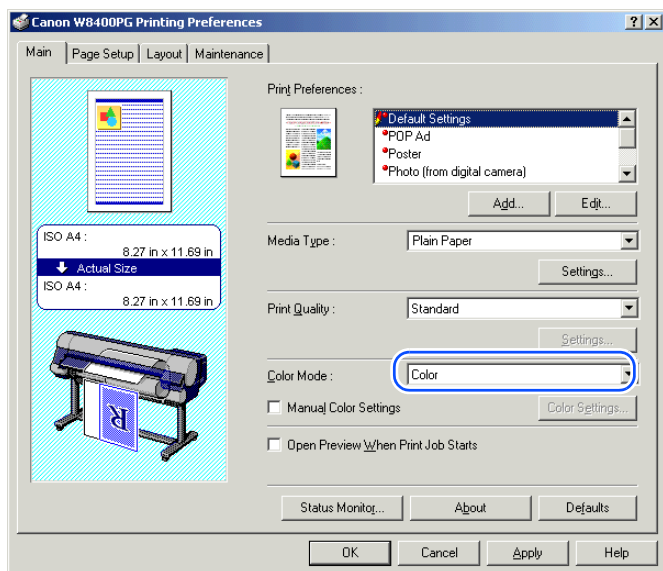 Canon W8400PG Printing Preferences
Main Page Setup Layout Maintenance
Print Preferences :
Default Settings
POP Ad
Poster
Photo (from digital camera)
Add... Edit...
ISO A4 :
8.27 in x 11.69 in
Actual Size
ISO A4 :
8.27 in x 11.69 in
R
Media Type : Plain Paper
Settings...
Print Quality : Standard
Settings...
Color Mode : Color
Manual Color Settings Color Settings...
Open Preview When Print Job Starts
Status Monitor... About Defaults
OK Cancel Apply Help